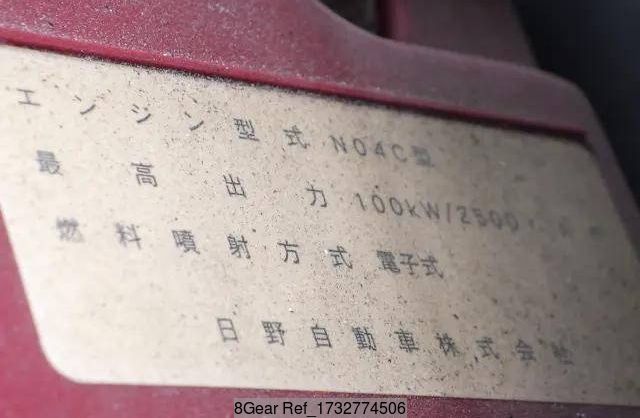 エンジン型式 N04C型
最高出力 100kW/2500
燃料噴射方式 電子式
日野自動車株式会社
8Gear Ref_1732774506